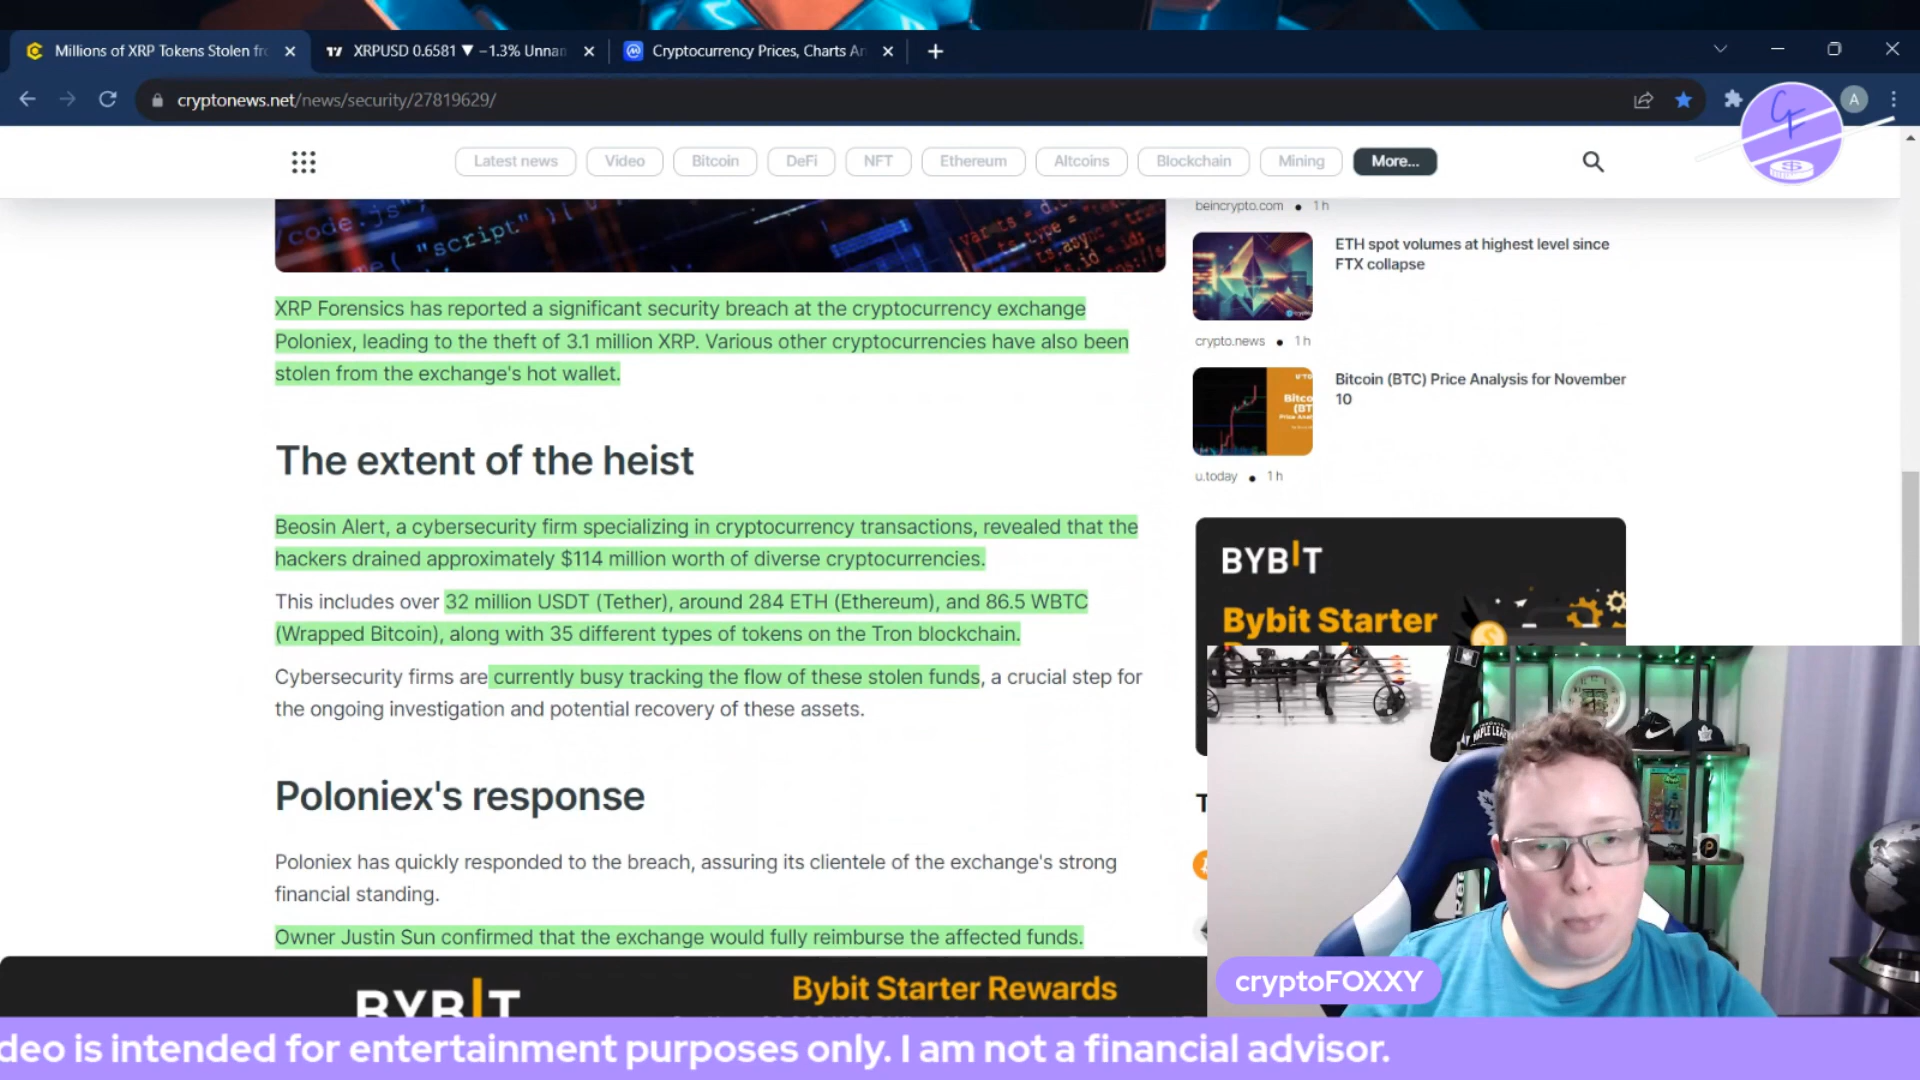 Millions of XRP Tokens Stolen fro
XRPUSD 0.6581 ▼ −1.3% Unnan
Cryptocurrency Prices, Charts An
cryptonews.net/news/security/27819629/
A
CF
$
Latest news
Video
Bitcoin
DeFi
NFT
Ethereum
Altcoins
Blockchain
Mining
More...
/code.js"
"script"
XRP Forensics has reported a significant security breach at the cryptocurrency exchange
Poloniex, leading to the theft of 3.1 million XRP. Various other cryptocurrencies have also been
stolen from the exchange's hot wallet.
The extent of the heist
Beosin Alert, a cybersecurity firm specializing in cryptocurrency transactions, revealed that the
hackers drained approximately $114 million worth of diverse cryptocurrencies.
This includes over 32 million USDT (Tether), around 284 ETH (Ethereum), and 86.5 WBTC
(Wrapped Bitcoin), along with 35 different types of tokens on the Tron blockchain.
Cybersecurity firms are currently busy tracking the flow of these stolen funds, a crucial step for
the ongoing investigation and potential recovery of these assets.
Poloniex's response
Poloniex has quickly responded to the breach, assuring its clientele of the exchange's strong
financial standing.
Owner Justin Sun confirmed that the exchange would fully reimburse the affected funds.
beincrypto.com • 1 h
ETH spot volumes at highest level since
FTX collapse
crypto.news • 1 h
Bitcoin (BTC) Price Analysis for November
10
u.today • 1 h
BYBIT
Bybit Starter
MAPLE LEAFS
cryptoFOXXY
BYBIT
Bybit Starter Rewards
deo is intended for entertainment purposes only. I am not a financial advisor.